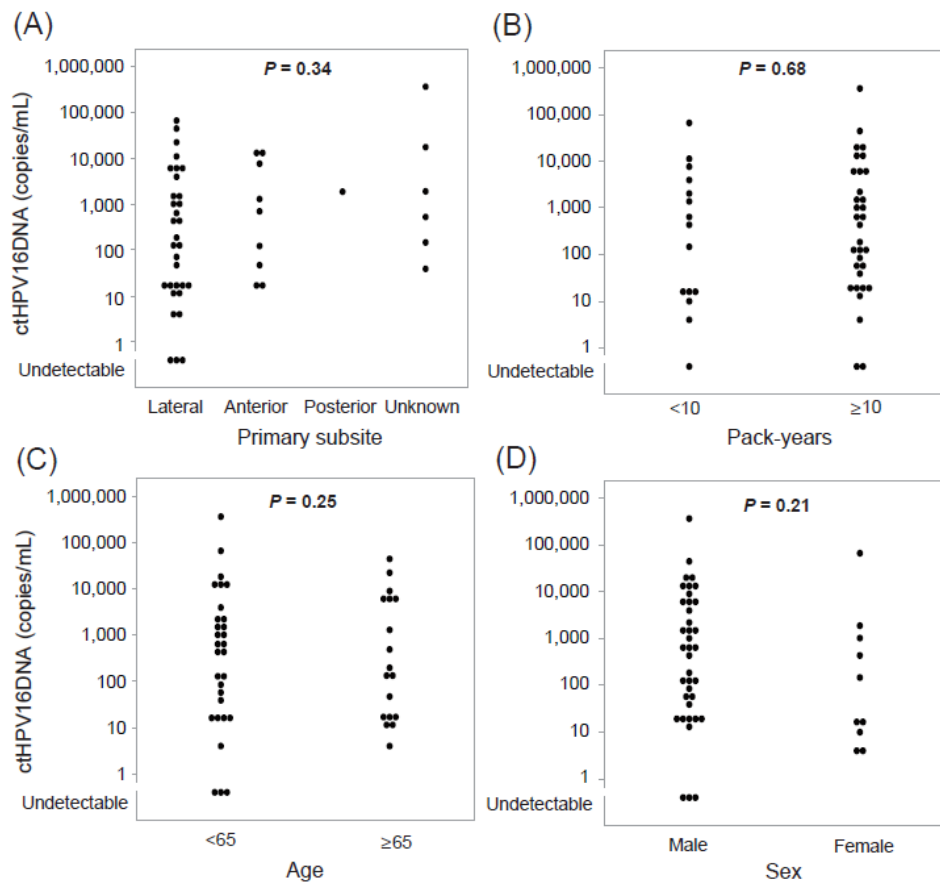 (A)
P = 0.34
1,000,000
100,000
10,000
1,000
100
10
1
Undetectable
ctHPV16DNA (copies/mL)
Lateral Anterior Posterior Unknown
Primary subsite
(B)
P = 0.68
1,000,000
100,000
10,000
1,000
100
10
1
Undetectable
<10 ≥10
Pack-years
(C)
P = 0.25
1,000,000
100,000
10,000
1,000
100
10
1
Undetectable
ctHPV16DNA (copies/mL)
<65 ≥65
Age
(D)
P = 0.21
1,000,000
100,000
10,000
1,000
100
10
1
Undetectable
Male Female
Sex